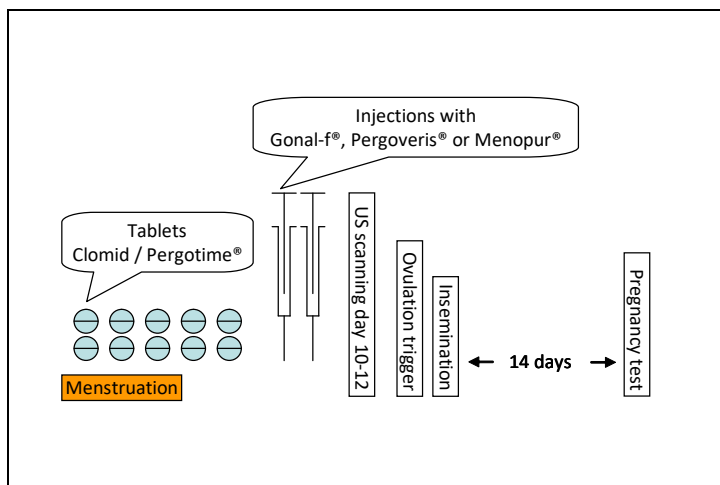 Injections with
Gonal-f®, Pergoveris® or Menopur®
Tablets
Clomid / Pergotime®
US scanning day 10-12
Ovulation trigger
Insemination
14 days
Pregnancy test
Menstruation